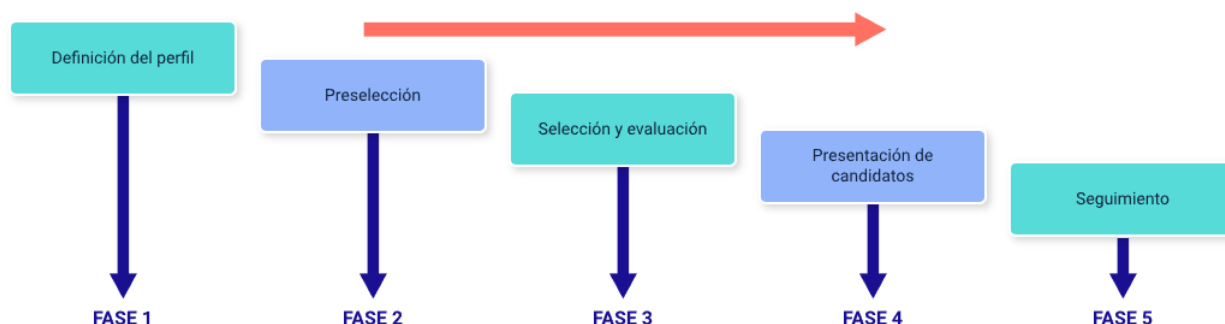 Definición del perfil
Preselección
Selección y evaluación
Presentación de
candidatos
Seguimiento
FASE 1
FASE 2
FASE 3
FASE 4
FASE 5